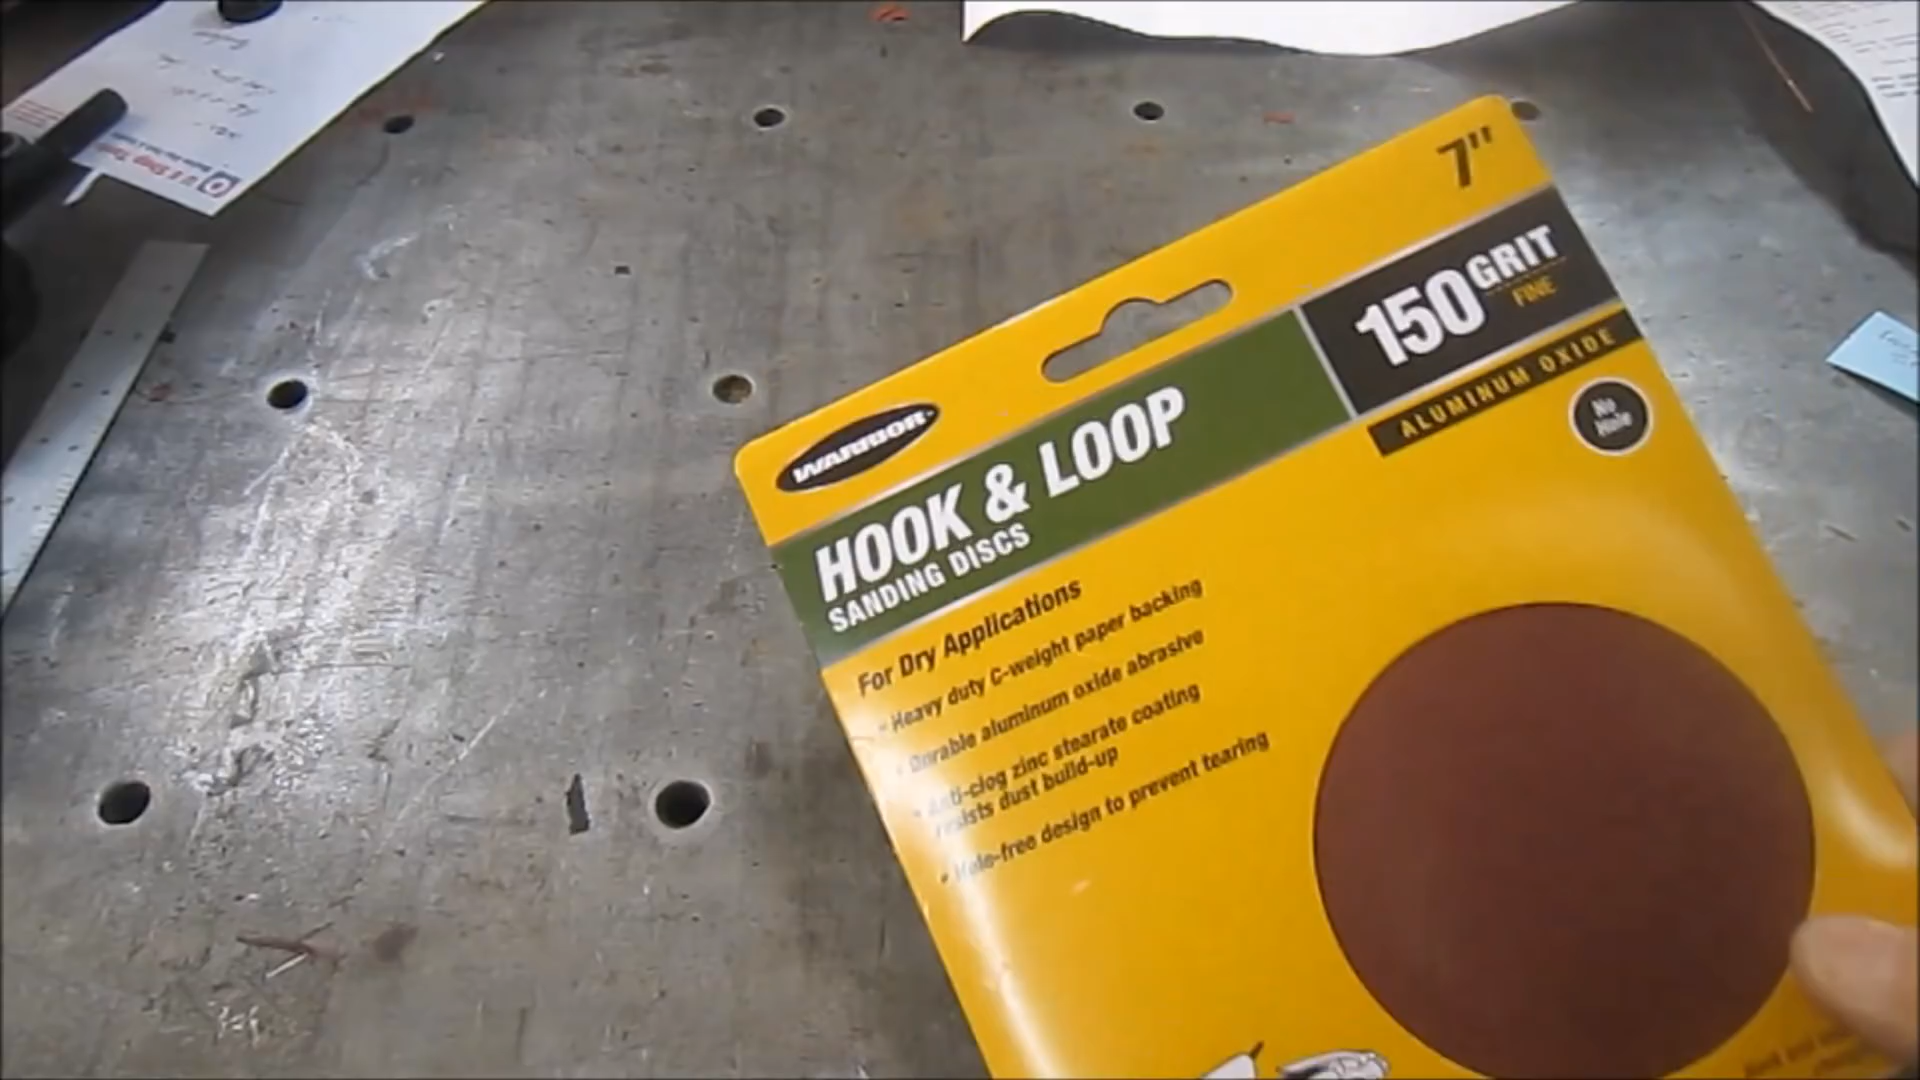 7"
150 GRIT
FINE
ALUMINUM OXIDE
No
Hole
WARRIOR
HOOK & LOOP
SANDING DISCS
For Dry Applications
• Heavy duty C-weight paper backing
• Durable aluminum oxide abrasive
• Anti-clog zinc stearate coating
resists dust build-up
• Hole-free design to prevent tearing